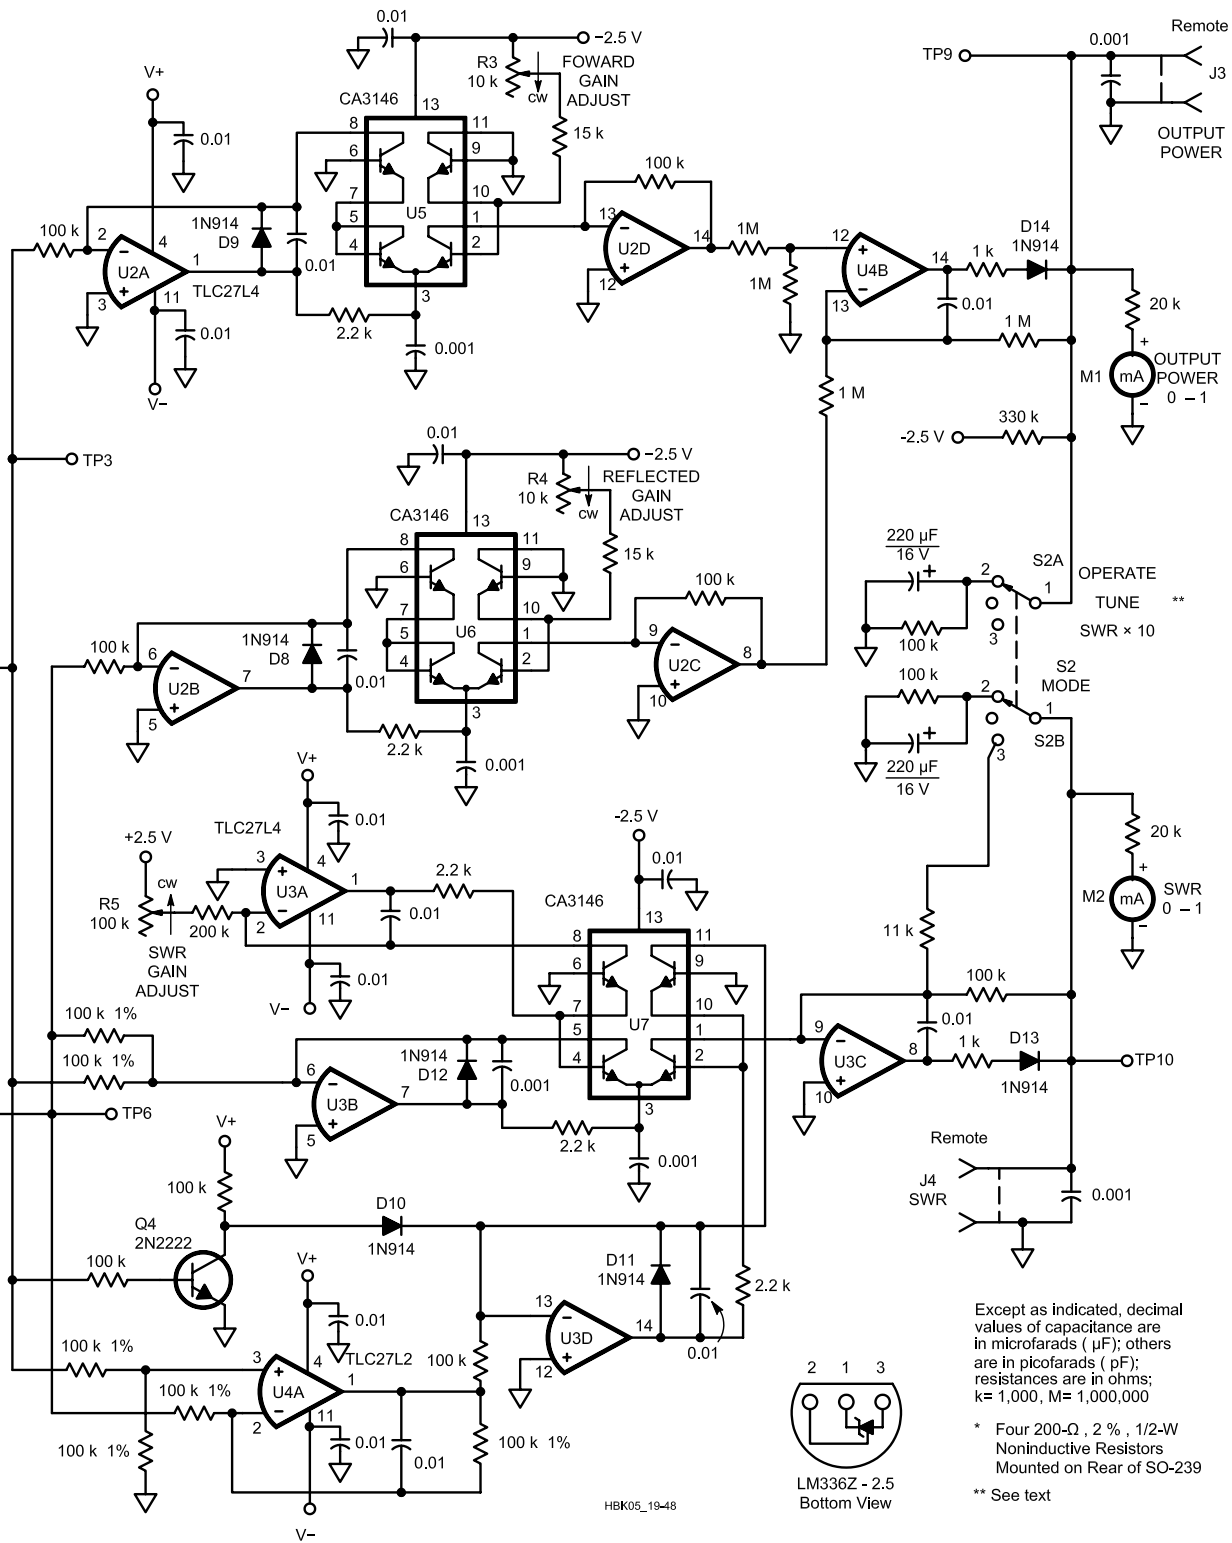 0.01
−2.5 V
R3
10 k
cw
FOWARD
GAIN
ADJUST
TP9
0.001
Remote
J3
OUTPUT
POWER
V+
0.01
CA3146
13
8
6
7
5
4
11
9
10
1
2
U5
3
15 k
100 k
2
3
4
11
1
U2A
TLC27L4
1N914
D9
0.01
0.01
V−
2.2 k
0.001
100 k
13
12
14
U2D
1M
1M
12
13
14
U4B
1 k
D14
1N914
0.01
1 M
1 M
20 k
+
M1
mA
−
OUTPUT
POWER
0 – 1
-2.5 V
330 k
TP3
0.01
−2.5 V
R4
10 k
cw
REFLECTED
GAIN
ADJUST
CA3146
13
8
6
7
5
4
11
9
10
1
2
U6
3
15 k
100 k
6
5
7
U2B
1N914
D8
0.01
2.2 k
0.001
100 k
9
10
8
U2C
220 µF
16 V
+
100 k
2
1
3
S2A
OPERATE
TUNE **
SWR × 10
S2
MODE
100 k
+
220 µF
16 V
2
1
3
S2B
V+
0.01
TLC27L4
+2.5 V
cw
R5
100 k
200 k
SWR
GAIN
ADJUST
3
2
4
11
1
U3A
2.2 k
0.01
0.01
V−
-2.5 V
0.01
CA3146
13
8
6
7
5
4
11
9
10
1
2
U7
3
20 k
+
M2
mA
−
SWR
0 – 1
11 k
100 k
0.01
9
10
8
U3C
1 k
D13
1N914
TP10
100 k 1%
100 k 1%
6
5
7
U3B
1N914
D12
0.001
2.2 k
0.001
TP6
V+
100 k
Q4
2N2222
100 k
D10
1N914
V+
0.01
TLC27L2
100 k 1%
100 k 1%
100 k 1%
3
2
4
11
1
U4A
0.01
0.01
V−
100 k
100 k 1%
13
12
14
U3D
D11
1N914
0.01
2.2 k
Remote
J4
SWR
0.001
2 1 3
LM336Z - 2.5
Bottom View
Except as indicated, decimal
values of capacitance are
in microfarads ( µF); others
are in picofarads ( pF);
resistances are in ohms;
k= 1,000, M= 1,000,000
* Four 200-Ω , 2 % , 1/2-W
Noninductive Resistors
Mounted on Rear of SO-239
** See text
HBK05_19-48